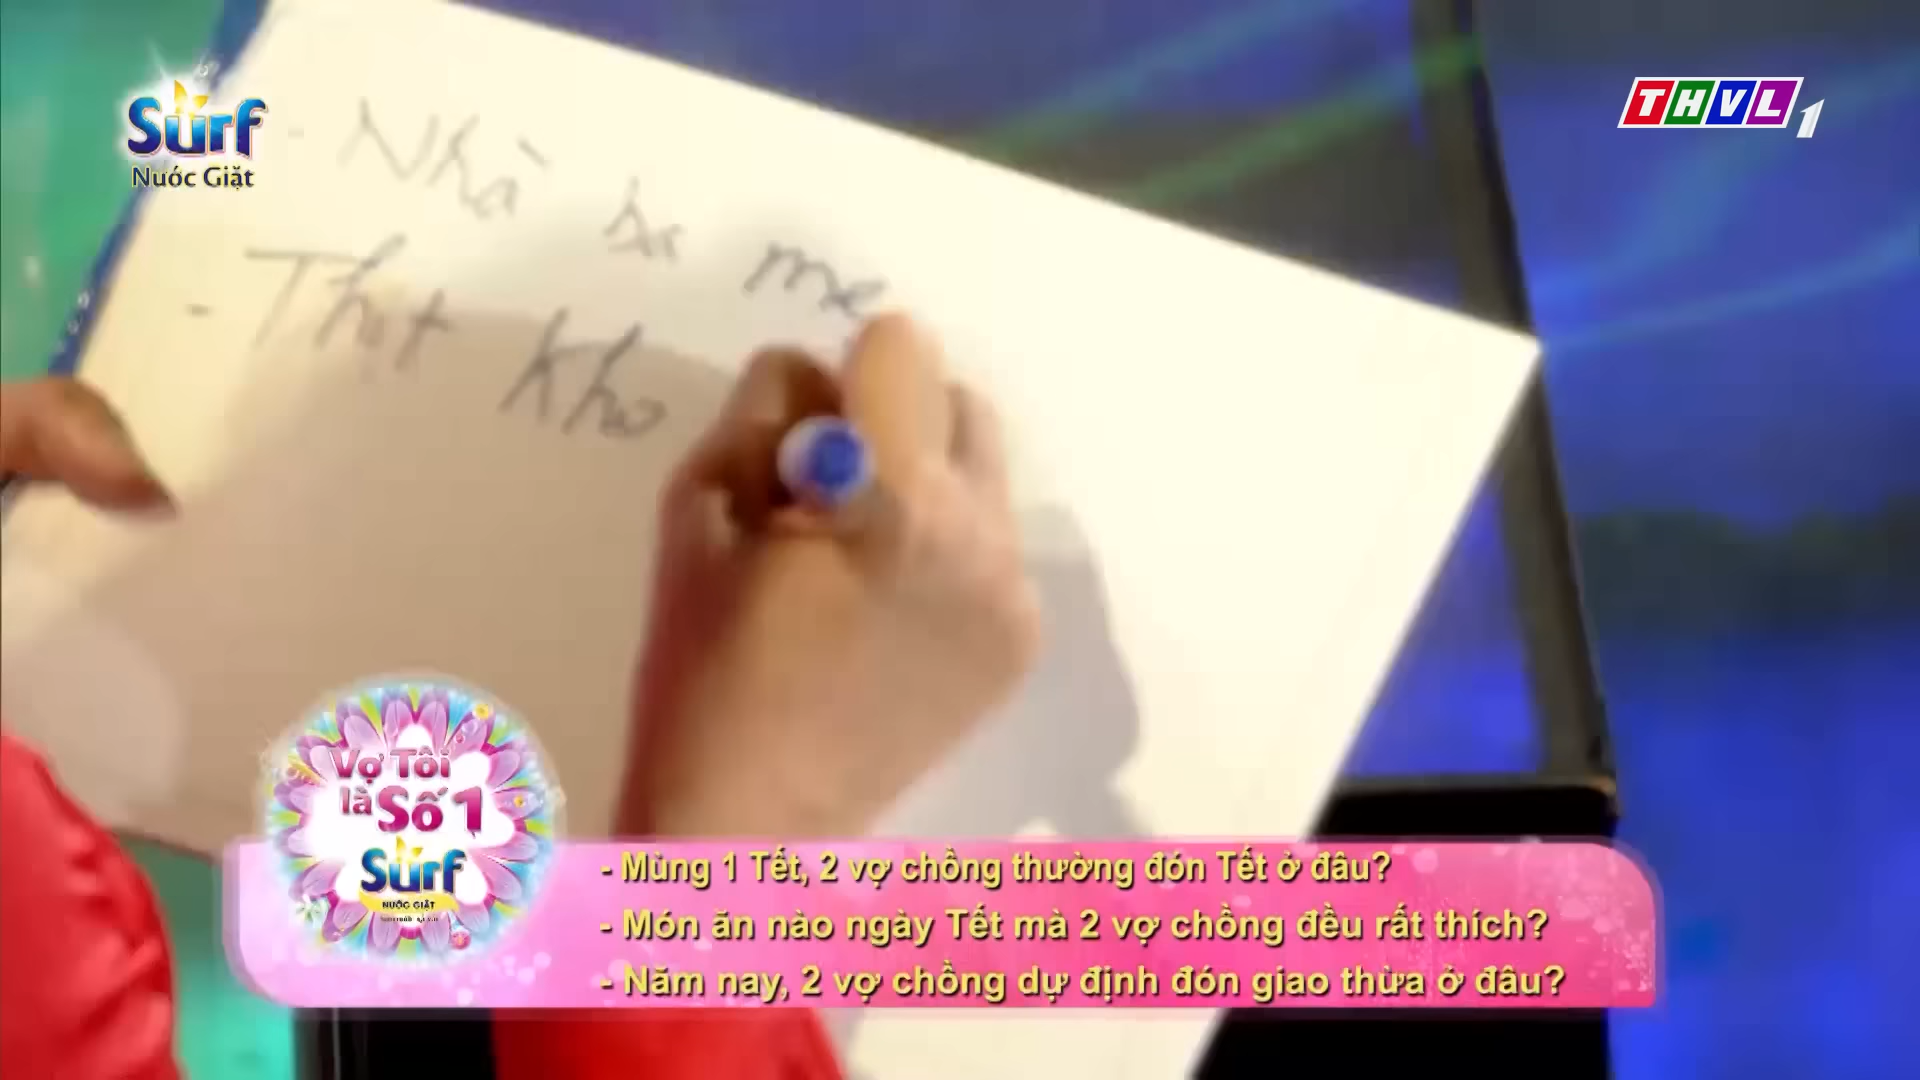 Surf
Nước Giặt
THVL1
- Nhà ba mẹ
- Thịt kho
Vợ Tôi
là Số 1
Surf
NƯỚC GIẶT
- Mùng 1 Tết, 2 vợ chồng thường đón Tết ở đâu?
- Món ăn nào ngày Tết mà 2 vợ chồng đều rất thích?
- Năm nay, 2 vợ chồng dự định đón giao thừa ở đâu?